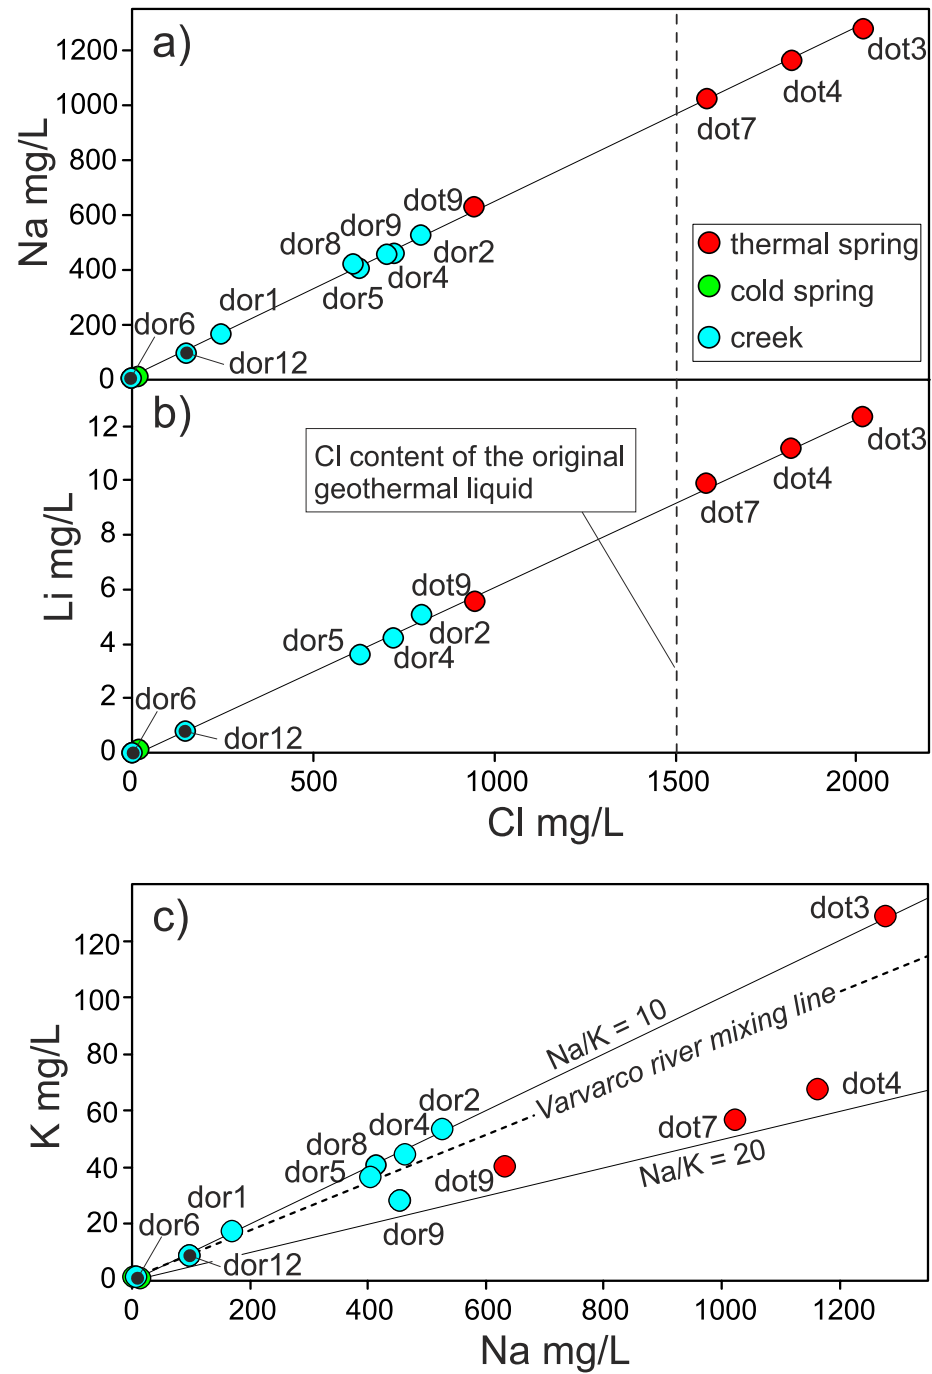 a)
Na mg/L
1200
1000
800
600
400
200
0
dot3
dot4
dot7
dot9
dor9
dor8
dor2
dor4
dor5
dor1
dor6
dor12
thermal spring
cold spring
creek
b)
Li mg/L
12
10
8
6
4
2
0
Cl content of the original
geothermal liquid
dot3
dot4
dot7
dot9
dor2
dor5
dor4
dor6
dor12
0
500
1000
1500
2000
Cl mg/L
c)
K mg/L
120
100
80
60
40
20
0
dot3
Na/K = 10
Varvarco river mixing line
dot4
dor2
dor4
dot7
dor8
dor5
Na/K = 20
dot9
dor1
dor9
dor6
dor12
0
200
400
600
800
1000
1200
Na mg/L